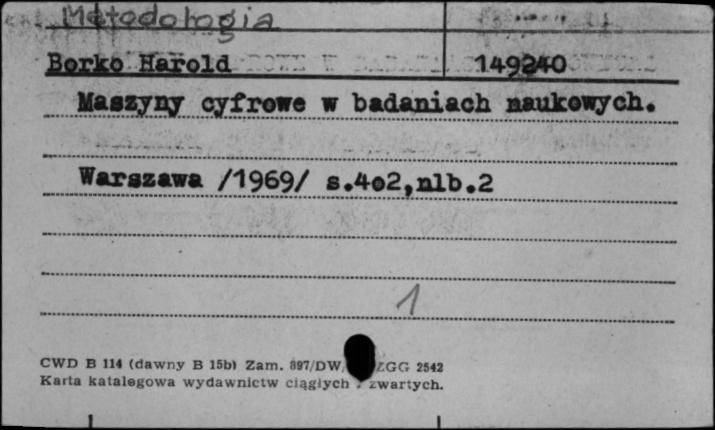 Metodologia
Borko Harold 149240
Maszyny cyfrowe w badaniach naukowych.
Warszawa /1969/ s.402,nlb.2
1
CWD B 114 (dawny B 15b) Zam. 897/DW/ ZGG 2542
Karta katalogowa wydawnictw ciągłych i zwartych.